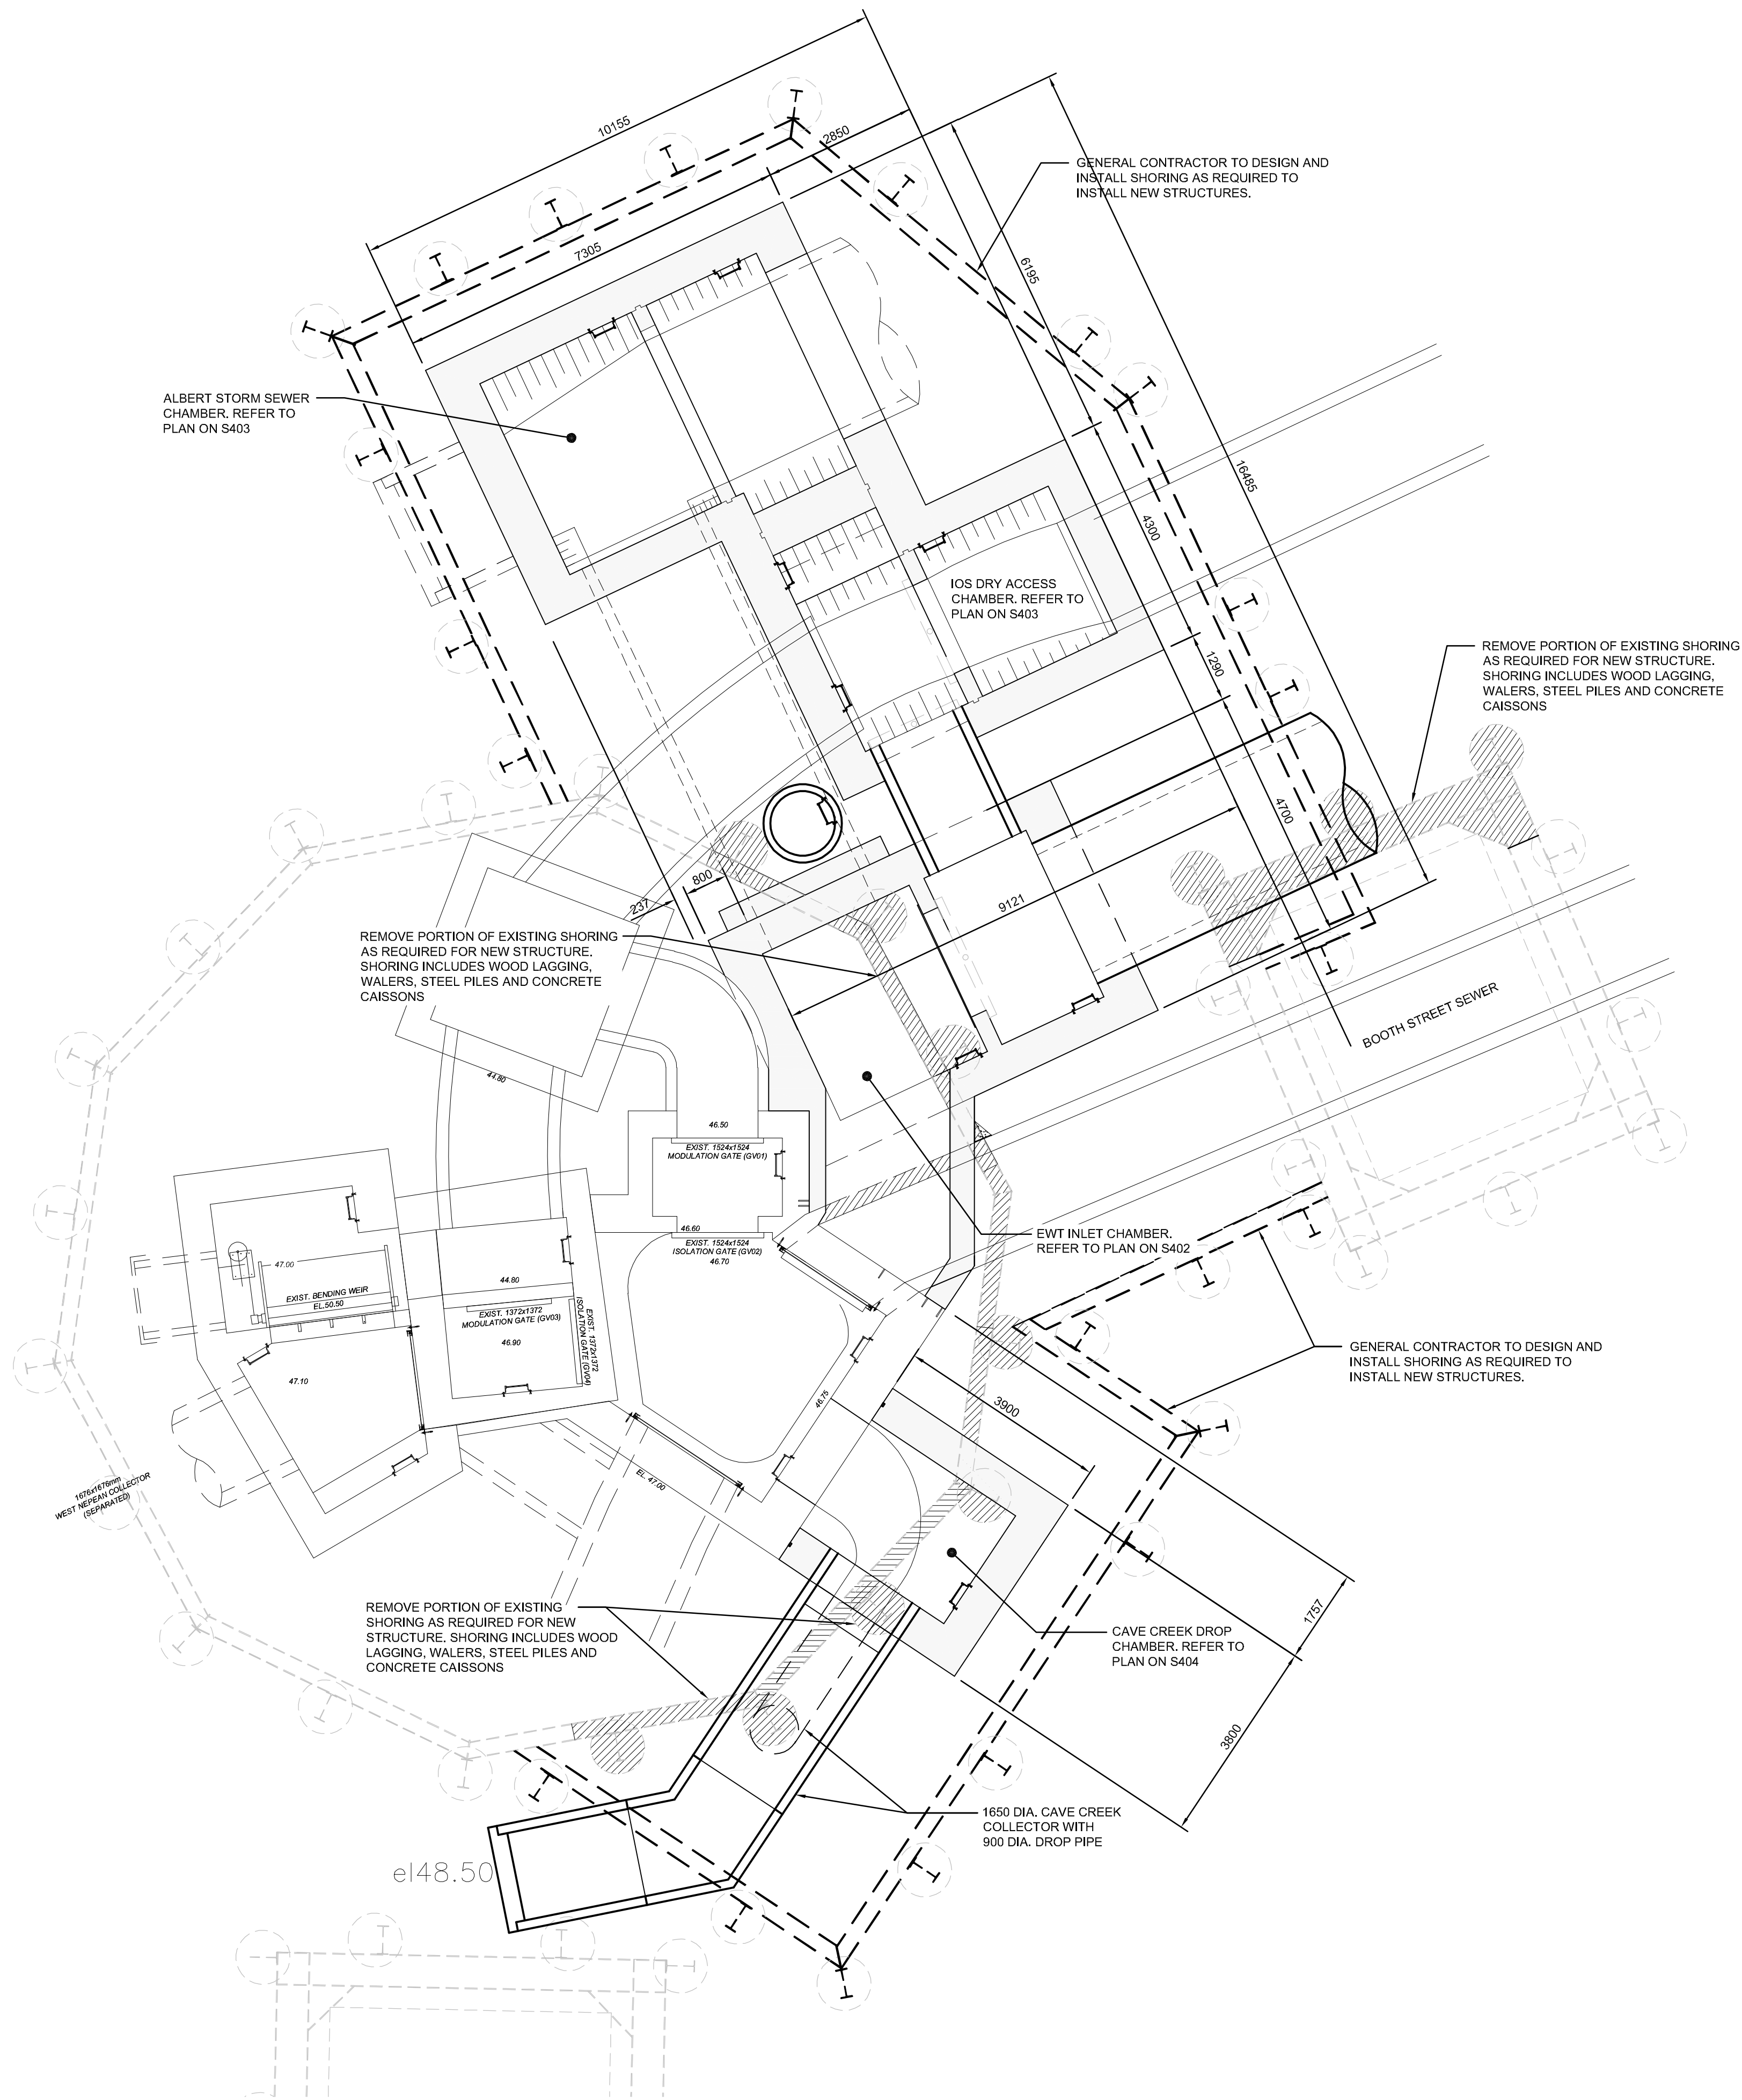 10155
2850
7305
GENERAL CONTRACTOR TO DESIGN AND
INSTALL SHORING AS REQUIRED TO
INSTALL NEW STRUCTURES.
6195
16485
4300
1290
4700
ALBERT STORM SEWER
CHAMBER. REFER TO
PLAN ON S403
IOS DRY ACCESS
CHAMBER. REFER TO
PLAN ON S403
REMOVE PORTION OF EXISTING SHORING
AS REQUIRED FOR NEW STRUCTURE.
SHORING INCLUDES WOOD LAGGING,
WALERS, STEEL PILES AND CONCRETE
CAISSONS
800
237
9121
REMOVE PORTION OF EXISTING SHORING
AS REQUIRED FOR NEW STRUCTURE.
SHORING INCLUDES WOOD LAGGING,
WALERS, STEEL PILES AND CONCRETE
CAISSONS
BOOTH STREET SEWER
44.80
46.50
EXIST. 1524x1524
MODULATION GATE (GV01)
46.60
EXIST. 1524x1524
ISOLATION GATE (GV02)
46.70
EWT INLET CHAMBER.
REFER TO PLAN ON S402
47.00
EXIST. BENDING WEIR
EL.50.50
44.80
EXIST. 1372x1372
MODULATION GATE (GV03)
46.90
EXIST. 1372x1372
ISOLATION GATE (GV04)
47.10
46.75
3900
GENERAL CONTRACTOR TO DESIGN AND
INSTALL SHORING AS REQUIRED TO
INSTALL NEW STRUCTURES.
1676x1676mm
WEST NEPEAN COLLECTOR
(SEPARATED)
EL. 47.00
REMOVE PORTION OF EXISTING
SHORING AS REQUIRED FOR NEW
STRUCTURE. SHORING INCLUDES WOOD
LAGGING, WALERS, STEEL PILES AND
CONCRETE CAISSONS
CAVE CREEK DROP
CHAMBER. REFER TO
PLAN ON S404
1757
3800
1650 DIA. CAVE CREEK
COLLECTOR WITH
900 DIA. DROP PIPE
el48.50